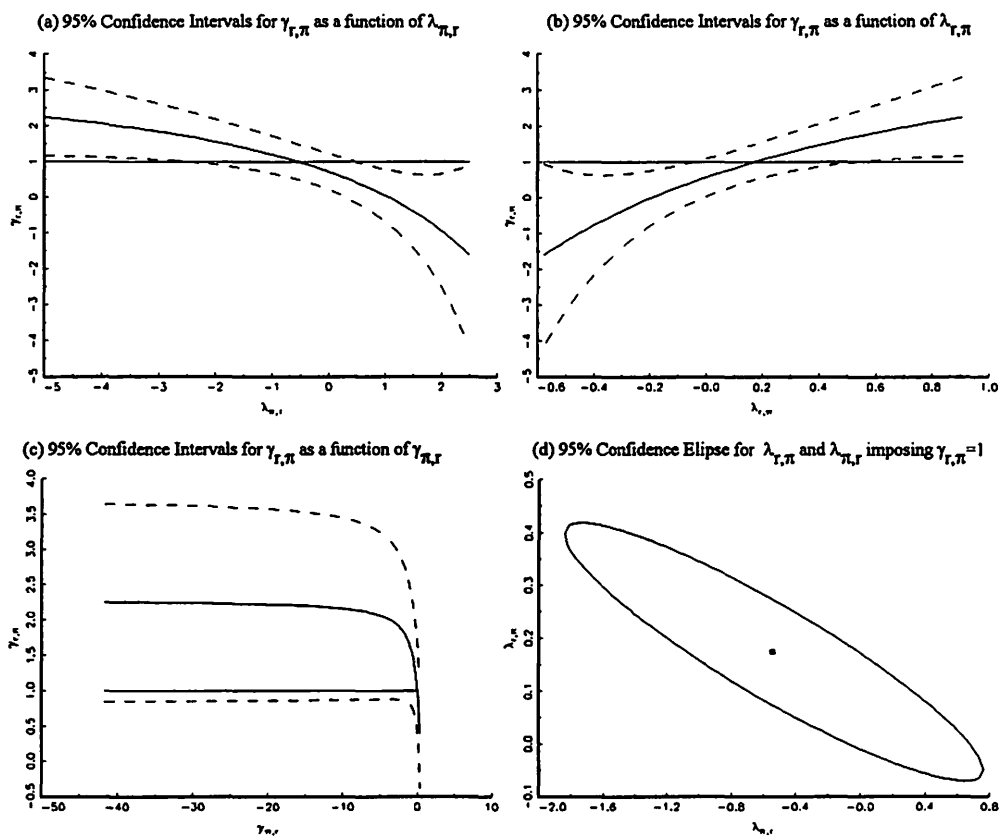 (a) 95% Confidence Intervals for γr,π as a function of λπ,r
(b) 95% Confidence Intervals for γr,π as a function of λr,π
γr,π
-5 -4 -3 -2 -1 0 1 2 3 4
-5 -4 -3 -2 -1 0 1 2 3
λπ,r
γr,π
-5 -4 -3 -2 -1 0 1 2 3 4
-0.6 -0.4 -0.2 -0.0 0.2 0.4 0.6 0.8 1.0
λr,π
(c) 95% Confidence Intervals for γr,π as a function of γπ,r
(d) 95% Confidence Elipse for λr,π and λπ,r imposing γr,π=1
γr,π
-0.5 0.0 0.5 1.0 1.5 2.0 2.5 3.0 3.5 4.0
-50 -40 -30 -20 -10 0 10
γπ,r
λr,π
-0.1 0.0 0.1 0.2 0.3 0.4 0.5
-2.0 -1.6 -1.2 -0.8 -0.4 -0.0 0.4 0.8
λπ,r